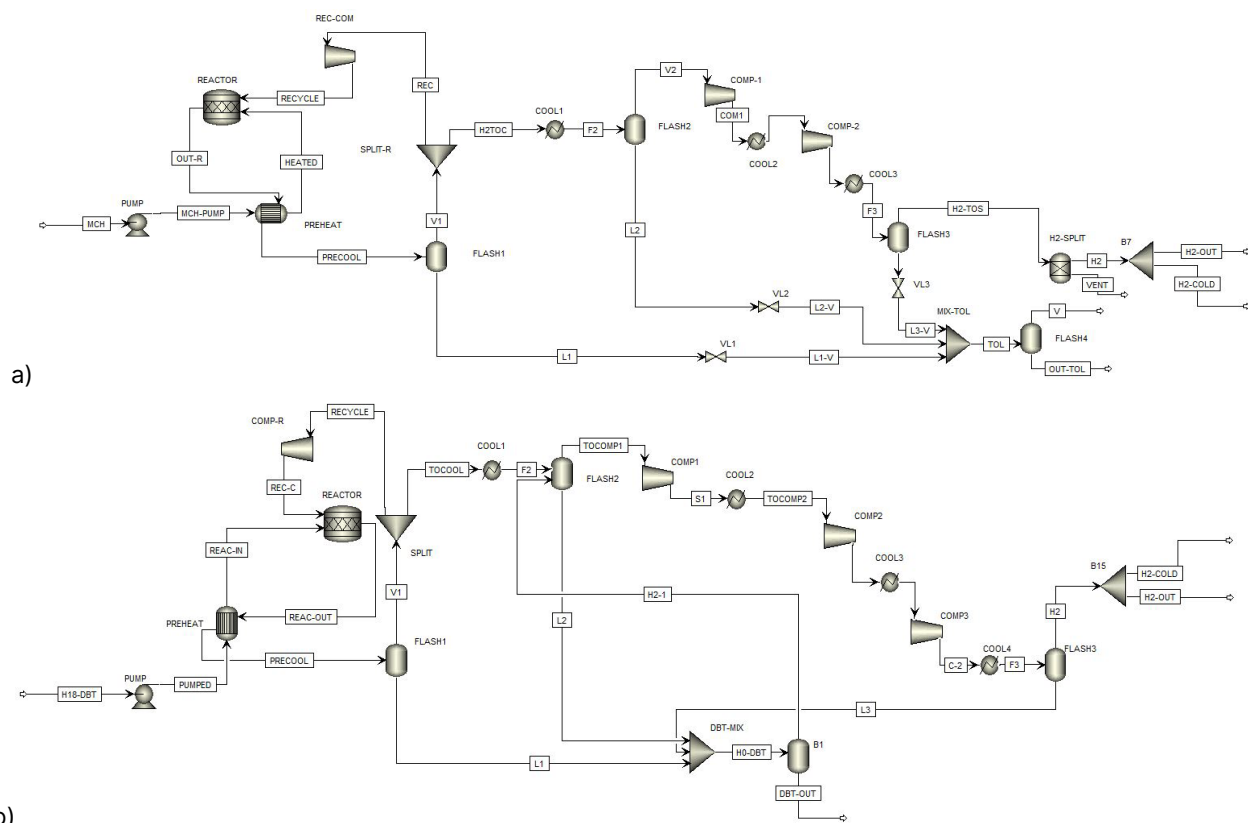 REC-COM
REACTOR
RECYCLE
REC
V2
COMP-1
COM1
COMP-2
H2TOC
COOL1
F2
FLASH2
COOL2
COOL3
SPLIT-R
OUT-R
HEATED
F3
H2-TOS
FLASH3
H2-SPLIT
B7
H2
H2-OUT
H2-COLD
VENT
PUMP
MCH
MCH-PUMP
PREHEAT
PRECOOL
V1
FLASH1
L2
VL3
VL2
L2-V
L3-V
MIX-TOL
TOL
V
FLASH4
OUT-TOL
L1
VL1
L1-V
a)
COMP-R
RECYCLE
REC-C
REACTOR
TOCOOL
COOL1
F2
TOCOMP1
FLASH2
COMP1
S1
COOL2
TOCOMP2
COMP2
SPLIT
REAC-IN
REAC-OUT
V1
H2-1
COOL3
COMP3
B15
H2-COLD
H2-OUT
H2
PREHEAT
PRECOOL
FLASH1
L2
C-2
COOL4
F3
FLASH3
PUMP
H18-DBT
PUMPED
L3
DBT-MIX
H0-DBT
B1
L1
DBT-OUT